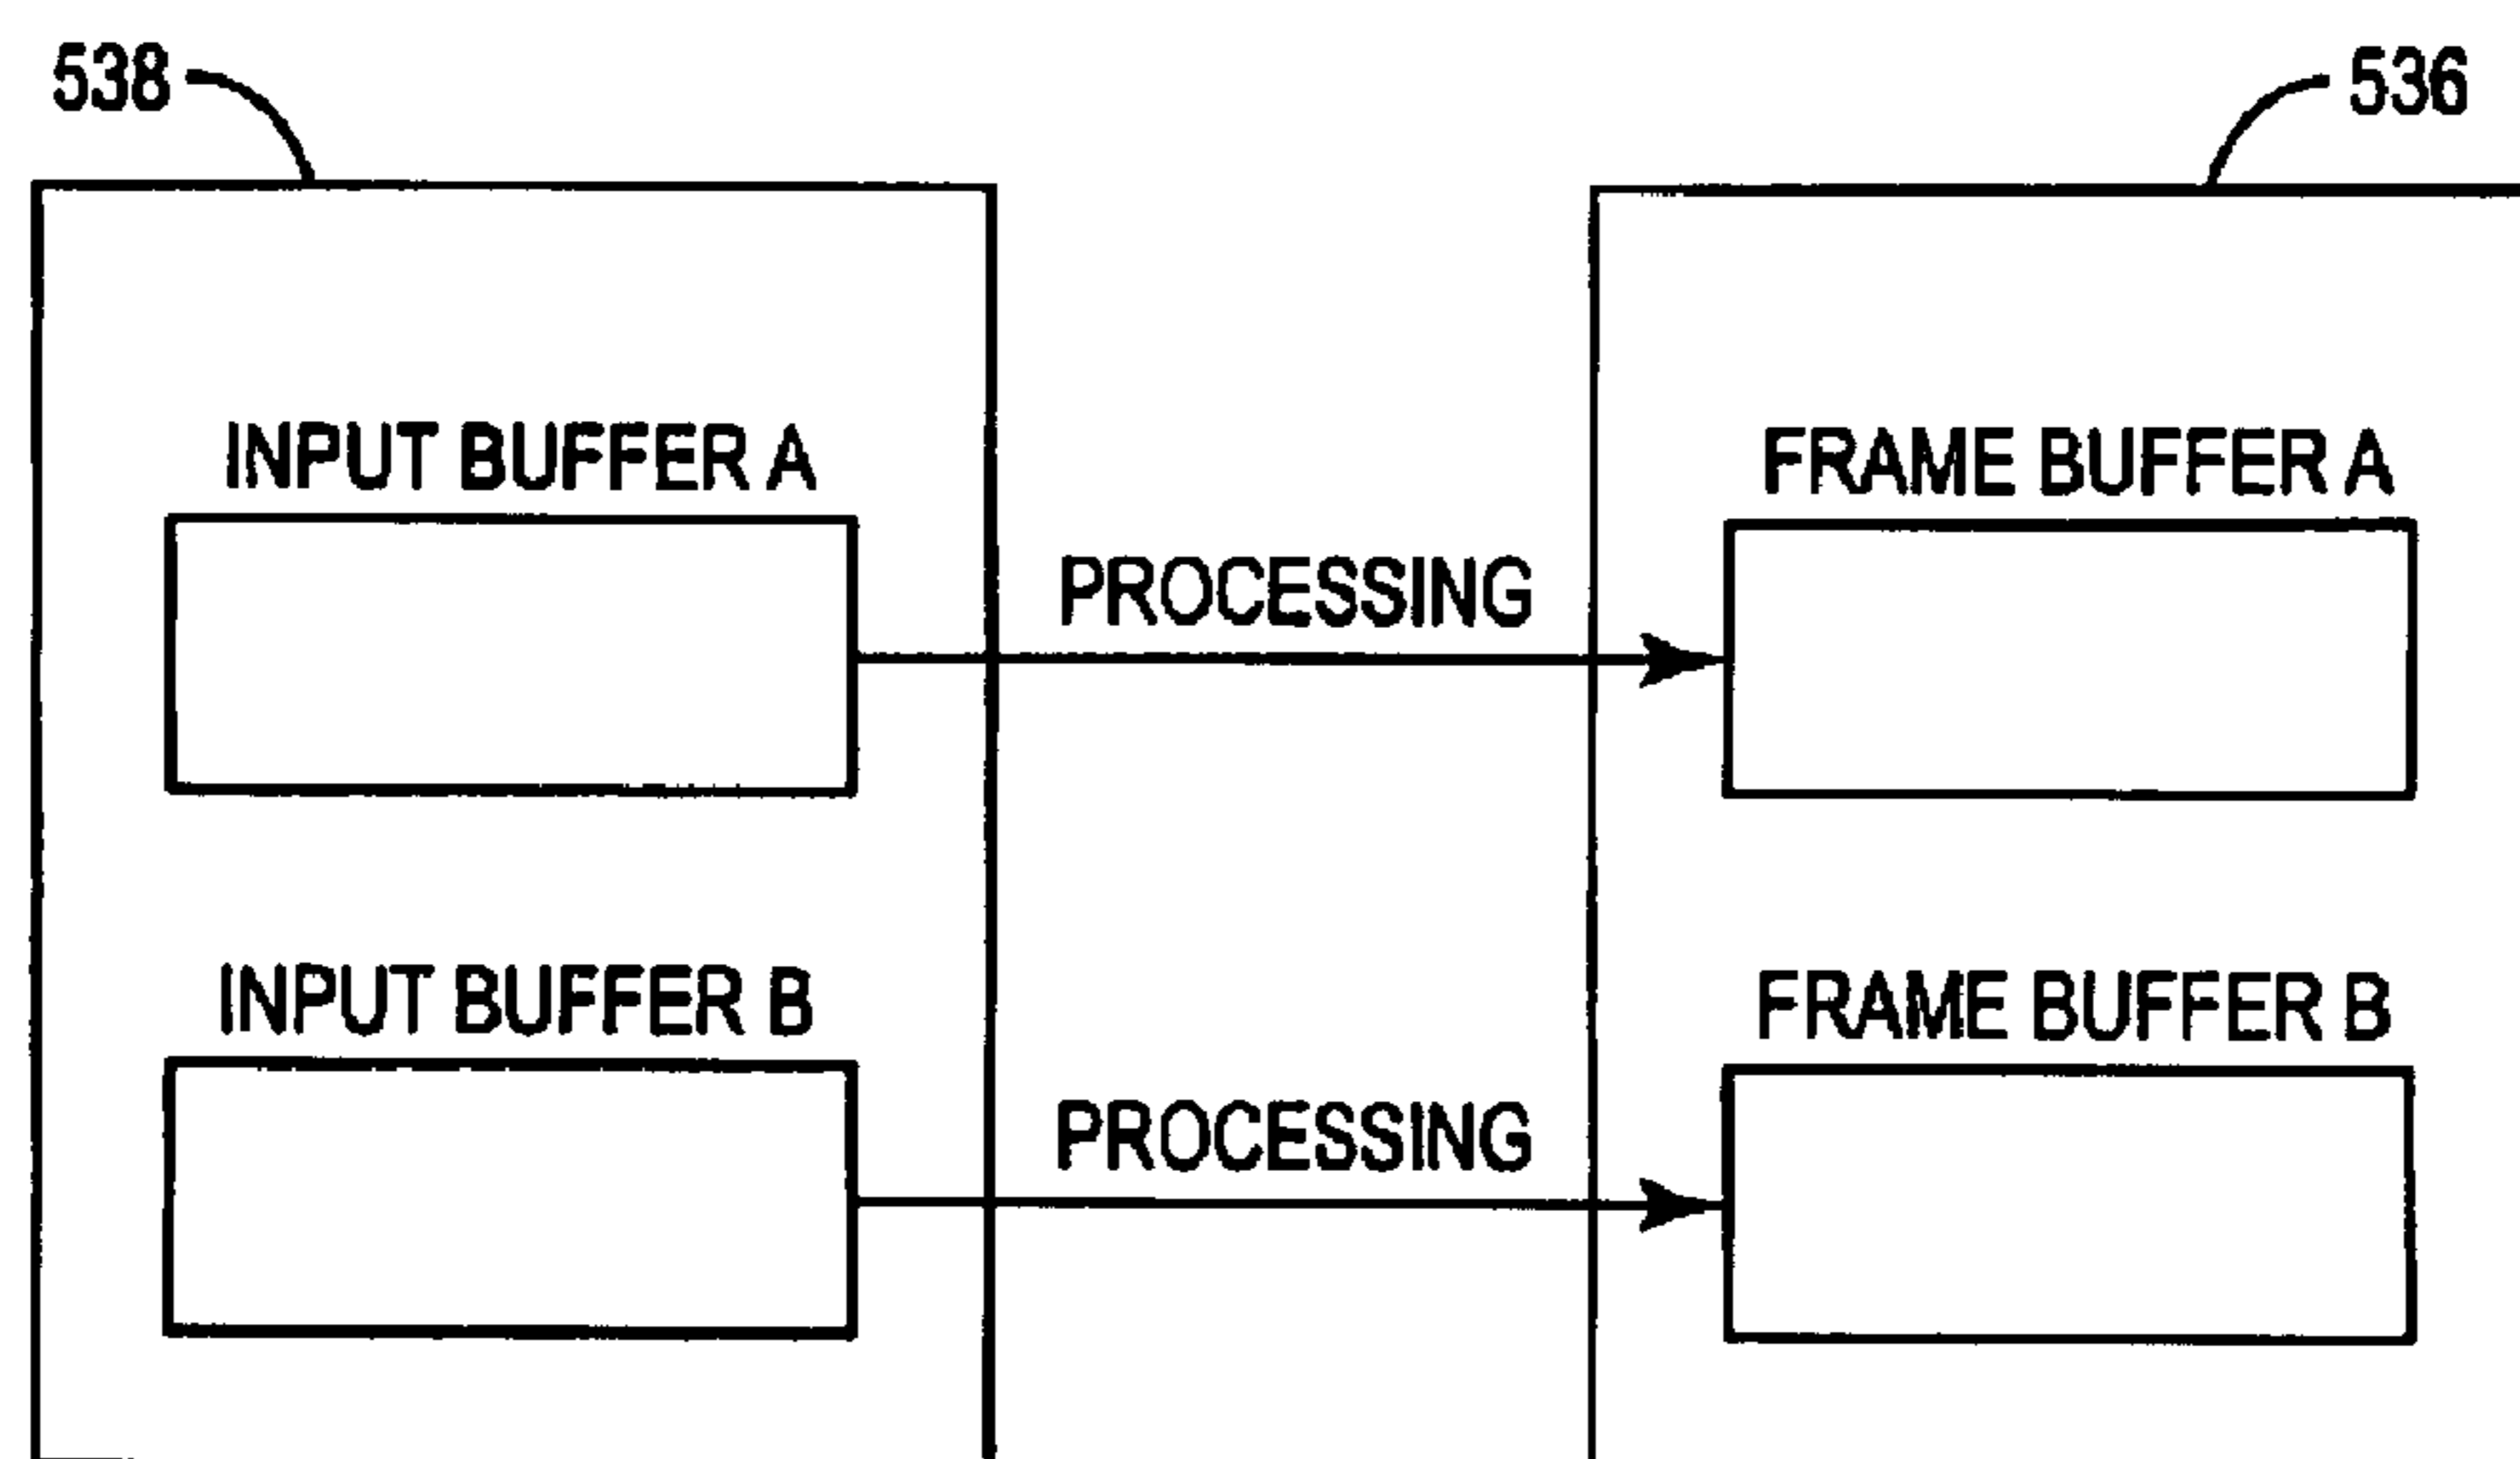 538
536
INPUT BUFFER A
FRAME BUFFER A
PROCESSING
INPUT BUFFER B
FRAME BUFFER B
PROCESSING